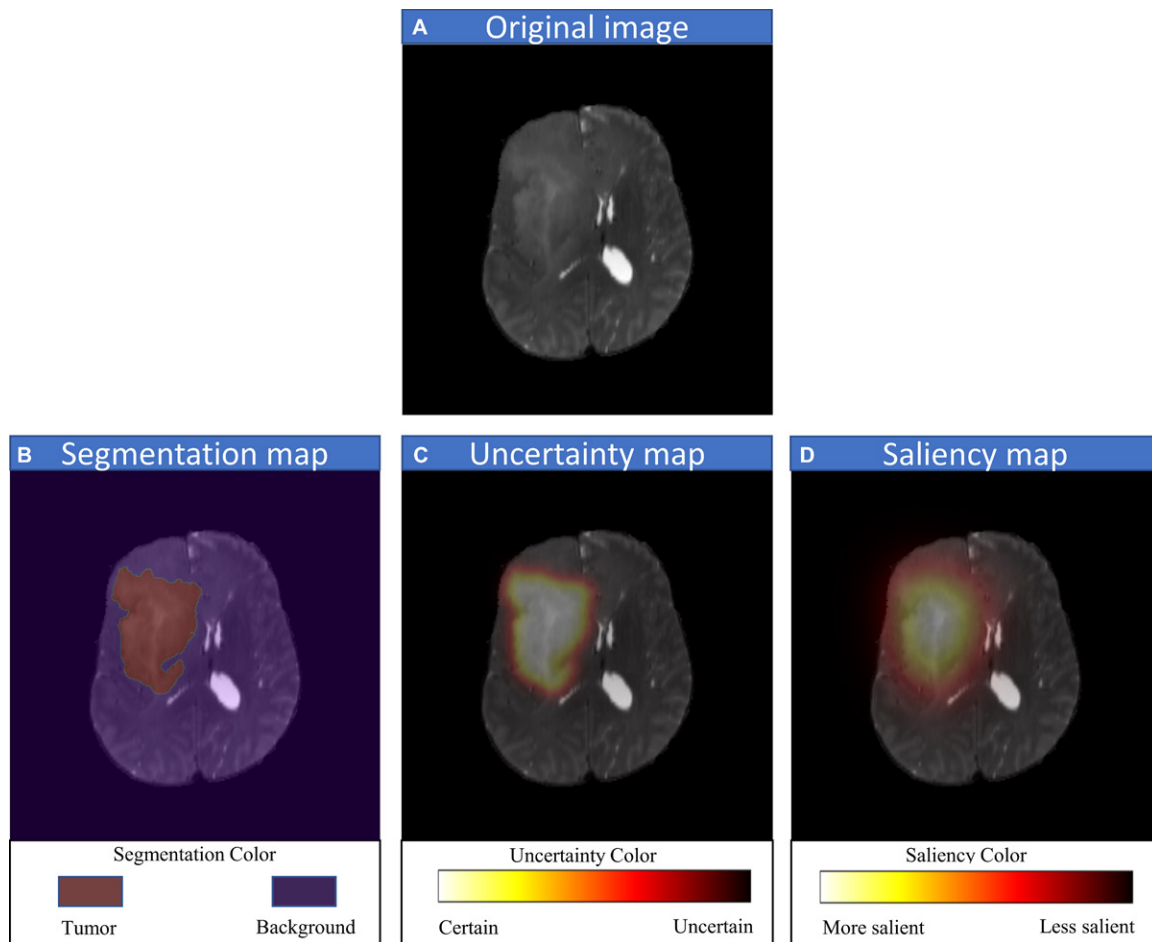 A Original image
B Segmentation map
C Uncertainty map
D Saliency map
Segmentation Color
Tumor Background
Uncertainty Color
Certain Uncertain
Saliency Color
More salient Less salient